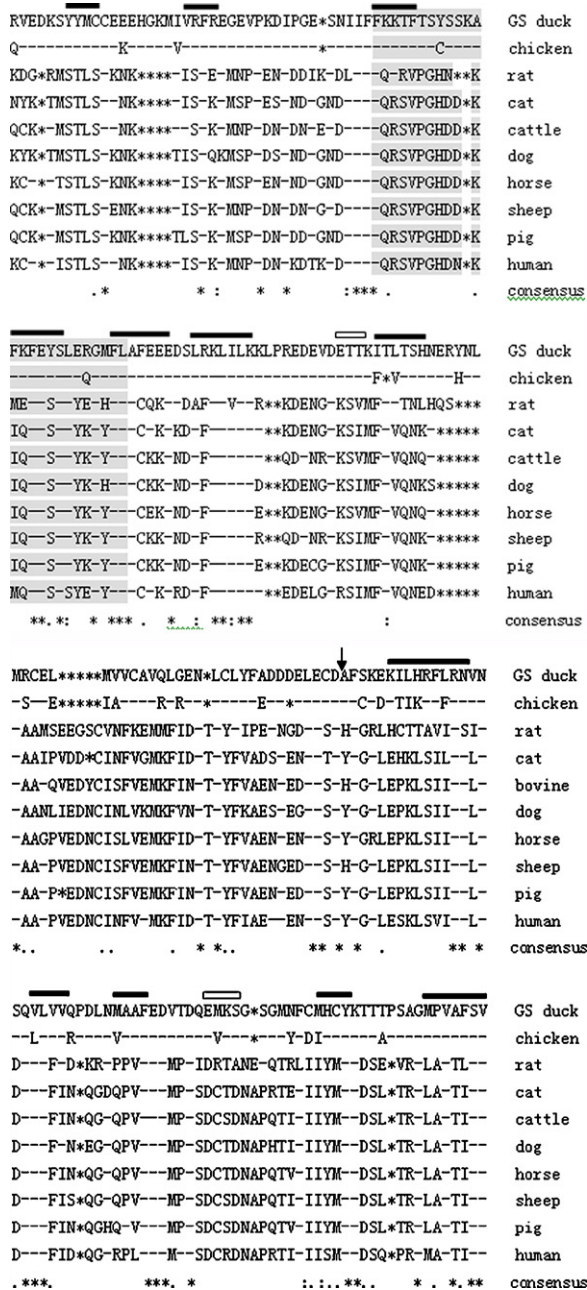 RVEDKSYYMCCEEEHGKMIVRFREGEVPKDIPGE*SNIIFFKKTFTSYSSKA GS duck
Q--------K----V------------*---------C---- chicken
KDG*RMSTLS-KNK****-IS-E-MNP-EN-DDIK-DL---Q-RVPGHN**K rat
NYK*TMSTLS-KNK****-IS-K-MSP-ES-ND-GND-----QRSVPGHDD*K cat
QCK*-MSTLS-KNK****---S-K-MNP-DN-DN-E-D-----QRSVPGHDD*K cattle
KYK*TMSTLS-KNK****TIS-QKMSP-DS-ND-GND-----QRSVPGHDD*K dog
KC-*-TSTLS-KNK****-IS-K-MSP-EN-DD-GND-----QRSVPGHDD*K horse
QCK*-MSTLS-ENK****-IS-K-MNP-DN-DN-G-D-----QRSVPGHDD*K sheep
QCK*-MSTLS-ENK****TLS-K-MSP-DN-DD-GND-----QRSVPGHDD*K pig
KC-*-ISTLS--NK****-IS-R-MNP-DN-KDTK-D-----QRSVPGHDN*K human
.* * : * * :*** . . consensus
FKFEYSLERGMFLAFEEEDSLRKLILKKLPREDEVDETTKITLTSHNERYNL GS duck
-------Q-----------------------------F*V-----H-- chicken
ME--S--YE-H---CQK--DAF--V--R**KDENG-KSVMF--TNLHQS*** rat
IQ--S--YK-Y---C-K-KD-F------**KDENG-KSVMF-VQNK-***** cat
IQ--S--YK-Y---CKK-ND-F------**QD-NR-KSVMF-VQNQ-***** cattle
IQ--S--YK-H---CKK-ND-F-----D**KDENG-KSIMF-VQNKS***** dog
IQ--S--YK-Y---CEK-ND-F-----E**KDENG-KSVMF-VQNQ-***** horse
IQ--S--YK-Y---CKK-ND-F-----R**QD-NR-KSIMF-VQNK-***** sheep
IQ--S--YK-Y---CKK-ND-F-----E**KDECG-KSIMF-VQNK-***** pig
MQ--S-SYE-Y---C-K-RD-F------**EDELG-RSIMF-VQNED***** human
**.*: * ***. *. : **:** : consensus
MRCEL*****MVVCAVQLGEN*LCLYFADDDELECDAFSKEKILHRFLRNVN GS duck
-S--E*****IA----R-R--*-----E--*------C-D-TIK--F---- chicken
-AAMSEEGSCVNFKEMMFID-T-Y-IPE-NGD--S-H-GRLHCTTAVI-SI- rat
-AAIPVDD*CINFVGMKFID-T-YFVADS-EN--T-Y-GLEHKLSIL--L- cat
-AA-QVEDYCISFVEMKFIN-T-YFVAEN-ED--S-H-G-LEPKLSII--L- bovine
-AANLIEDNCINLVKMKFVN-T-YFKAES-EG--S-Y-G-LEPKLSII--L- dog
-AAGPVEDNCISLVEMKFID-T-YFVAEN-EN--S-Y-GRLEPKLSII--L- horse
-AA-PVEDNCISFVEMKFID-T-YFVAENGED--S-H-G-LEPKLSII--L- sheep
-AA-P*EDNCISFVEMKFIN-T-YFVAEN-ED--S-Y-G-LEPKLSII--L- pig
-AA-PVEDNCINFV-MKFID-T-YFIAE--EN--S-Y-G-LESKLSVI--L- human
*.. . . . * *.. ** * * . ** * consensus
SQVLVVQPDLNMAAFEDVTDQEMKSG*SGMNFCMHCYKTTTPSAGMPVAFSV GS duck
--L---R----V---------V---*---Y-DI------A-------- chicken
D---F-D*KR-PPV---MP-IDRTANE-QTRLIIYM--DSE*VR-LA-TL-- rat
D---FIN*QGDQPV---MP-SDCTDNAPRTE-IIYM--DSL*TR-LA-TI-- cat
D---FIN*QG-QPV---MP-SDCSDNAPQTI-IIYM--DSL*TR-LA-TI-- cattle
D---F-N*EG-QPV---MP-SDCTDNAPHTI-IIYM--DSL*TR-LA-TI-- dog
D---FIN*QG-QPV---MP-SDCSDNAPQTV-IIYM--DSL*TR-LA-TI-- horse
D---FIS*QG-QPV---MP-SDCSDNAPQTI-IIYM--DSL*TR-LA-TI-- sheep
D---FIN*QGHQ-V---MP-SDCSDNAPQTV-IIYM--DSL*TR-LA-TI-- pig
D---FID*QG-RPL---M--SDCRDNAPRTI-IISM--DSQ*PR-MA-TI-- human
.***. ***. * :.:..**.. *. *.** consensus